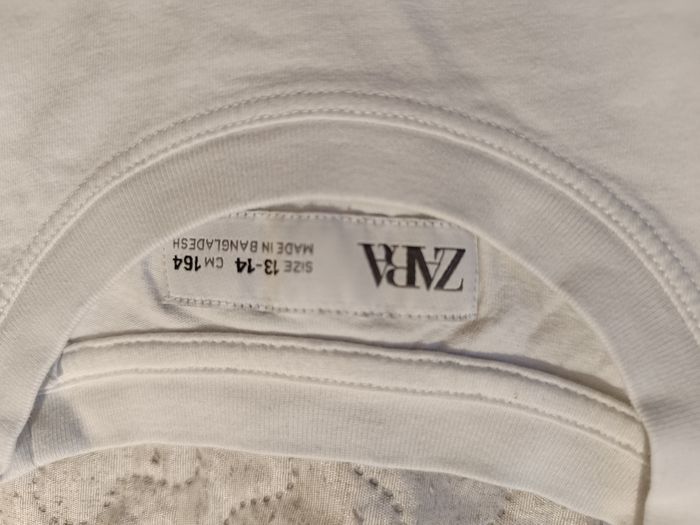 ZARA
SIZE 13-14 CM 164
MADE IN BANGLADESH